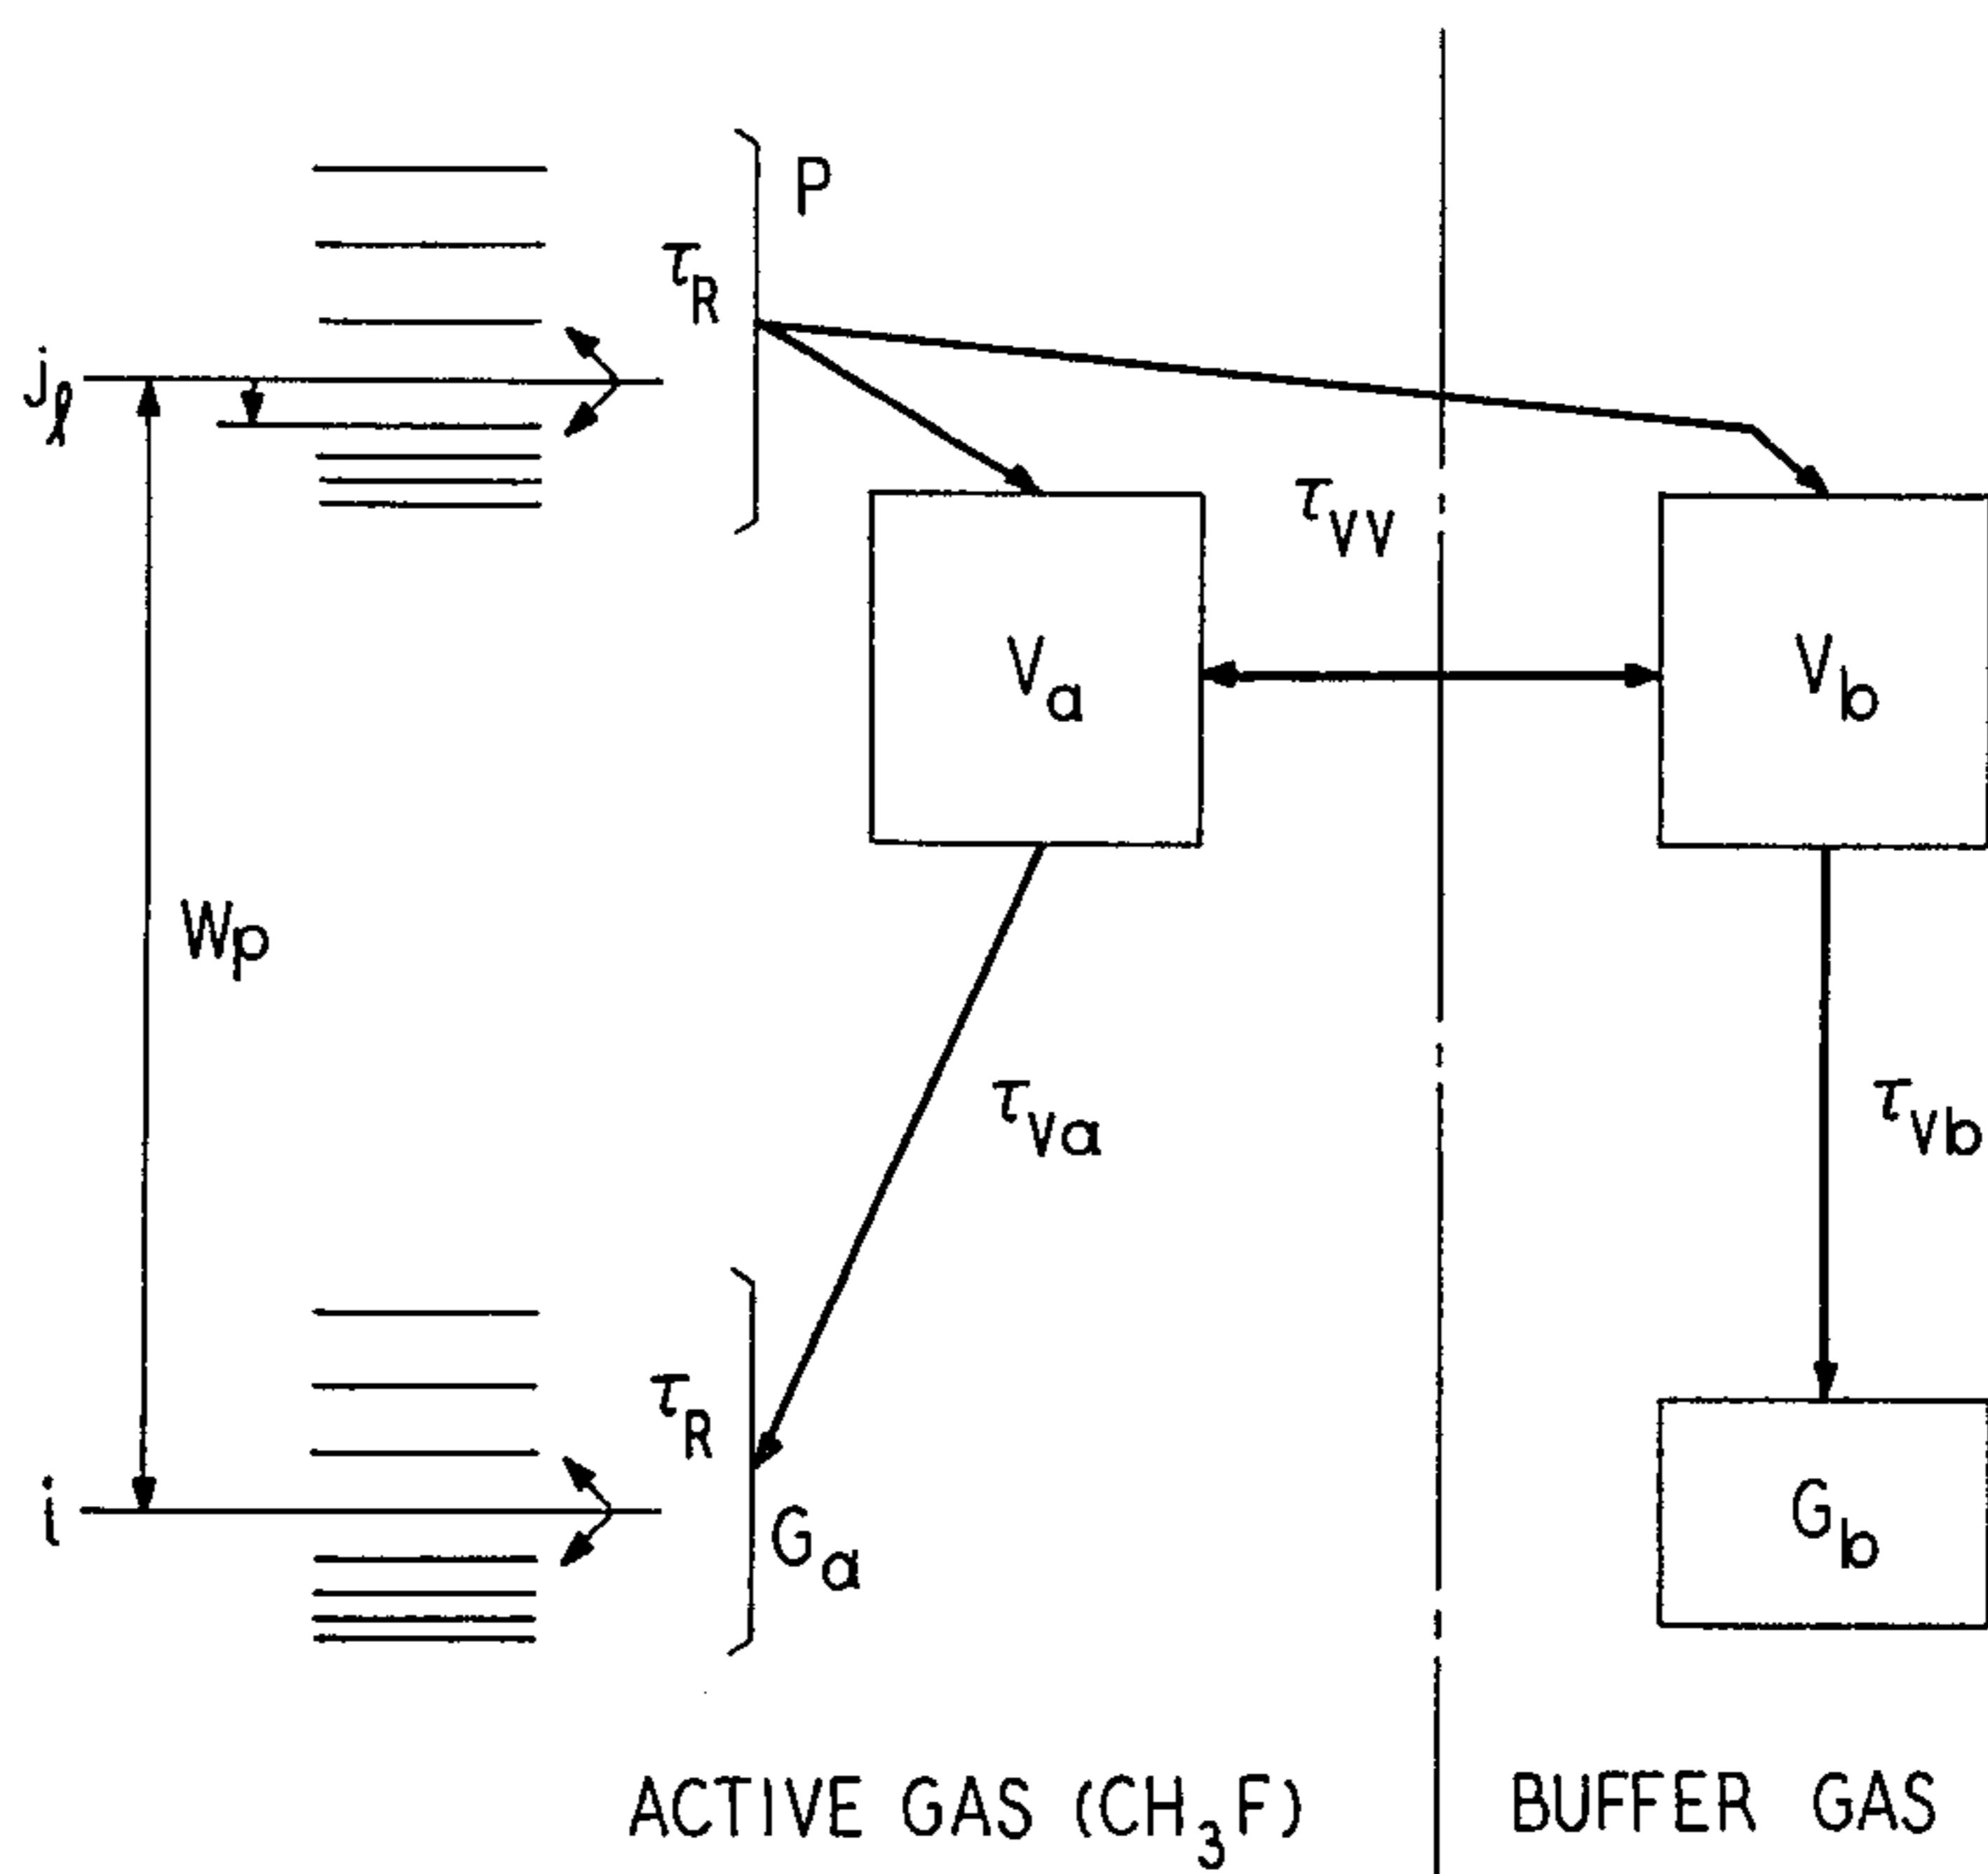 P
τR
jℓ
τVV
Va
Vb
Wp
τVa
τVb
τR
i
Ga
Gb
ACTIVE GAS (CH3F)
BUFFER GAS